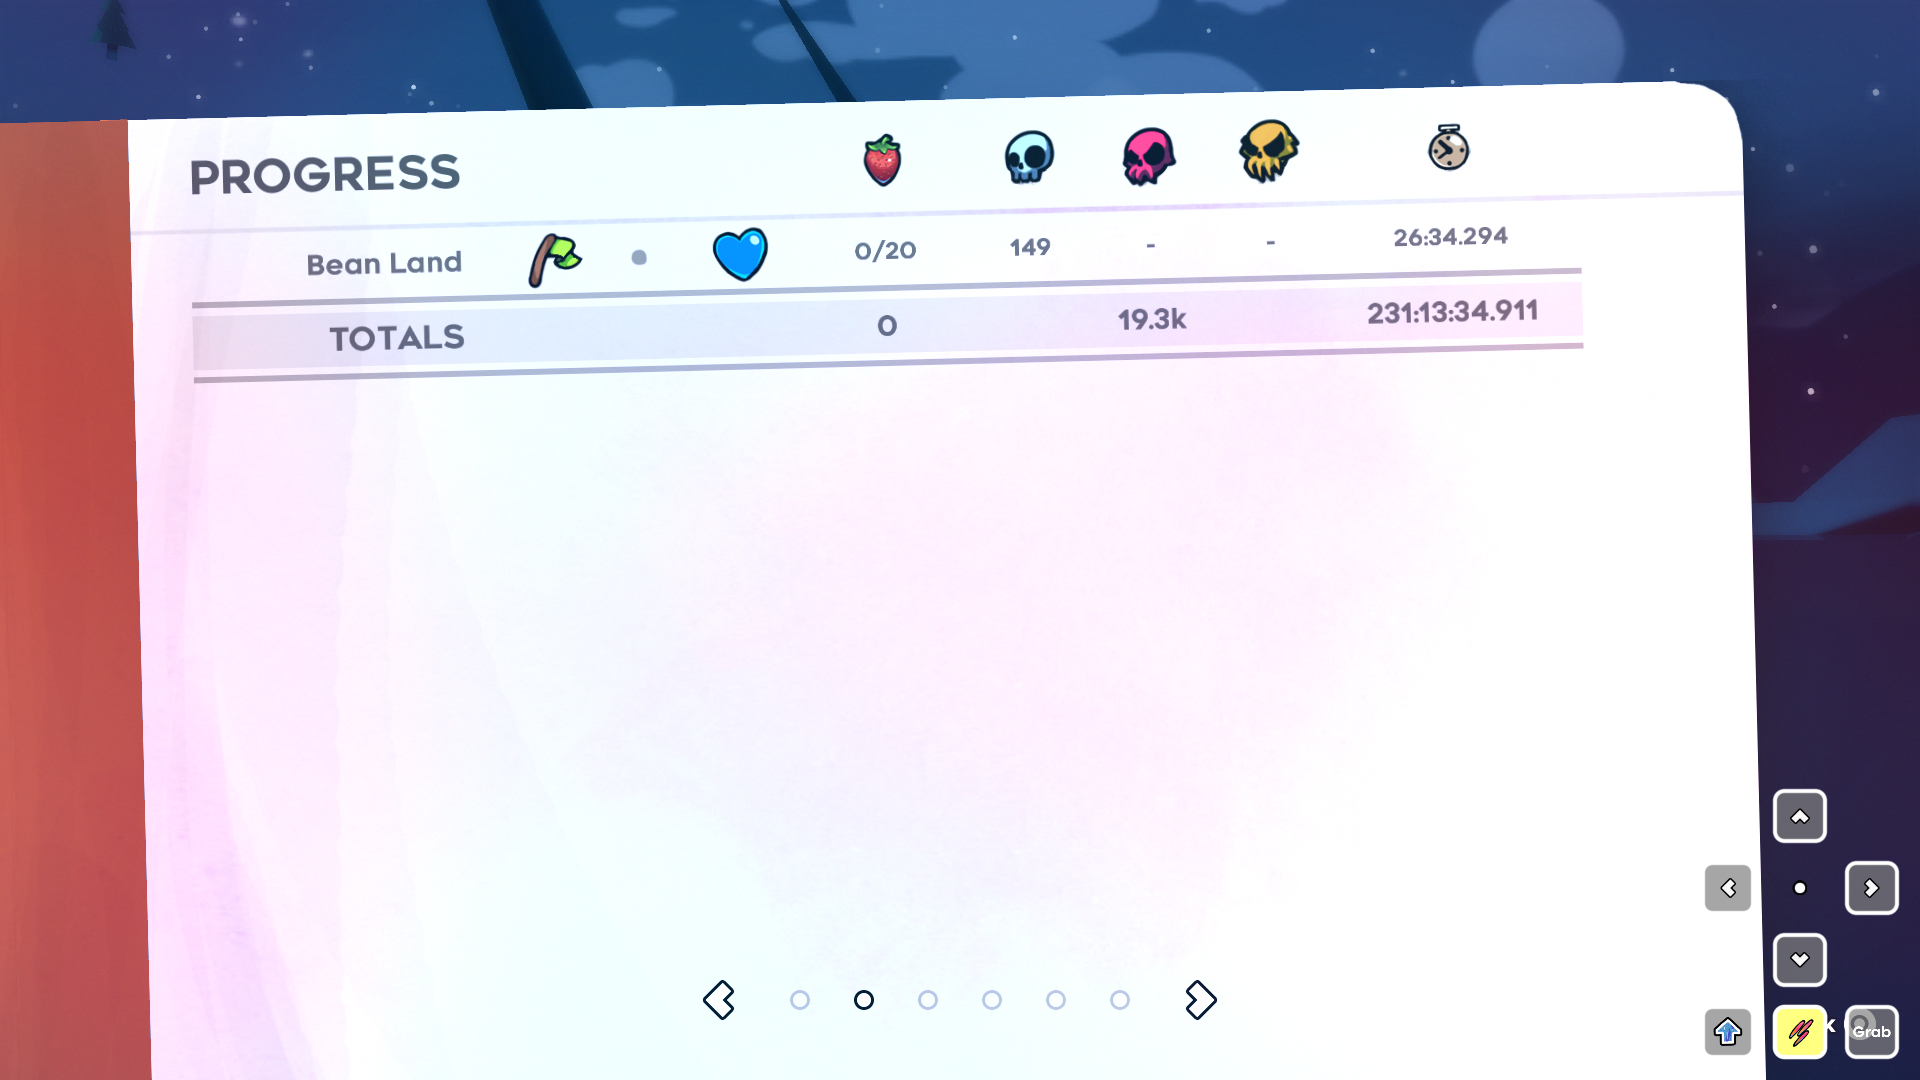 PROGRESS
Bean Land 0/20 149 - - 26:34.294
TOTALS 0 19.3k 231:13:34.911
Grab